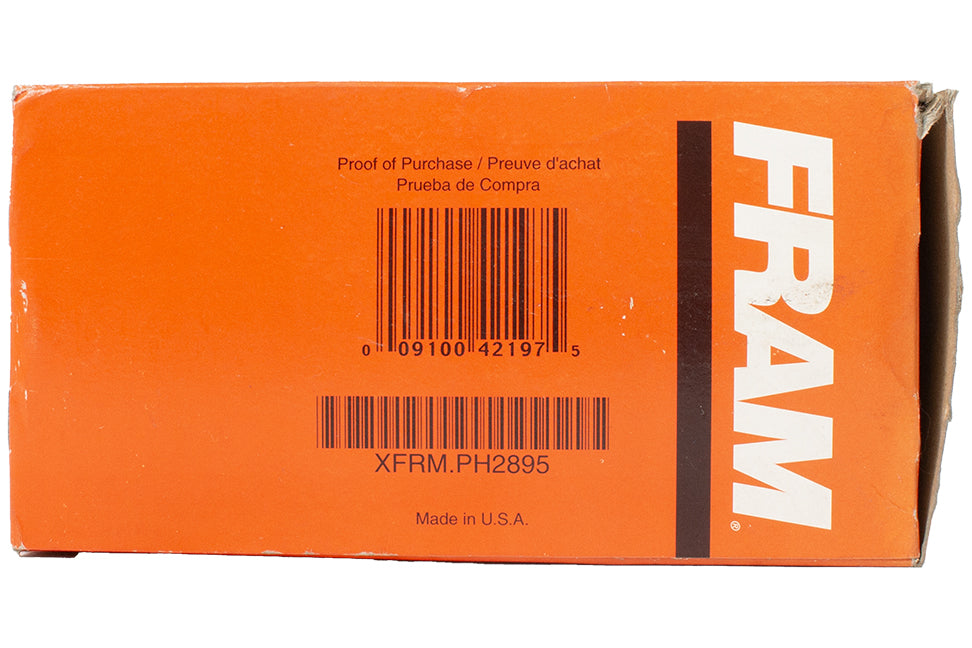 Proof of Purchase / Preuve d'achat
Prueba de Compra
0 09100 42197 5
XFRM.PH2895
Made in U.S.A.
FRAM®